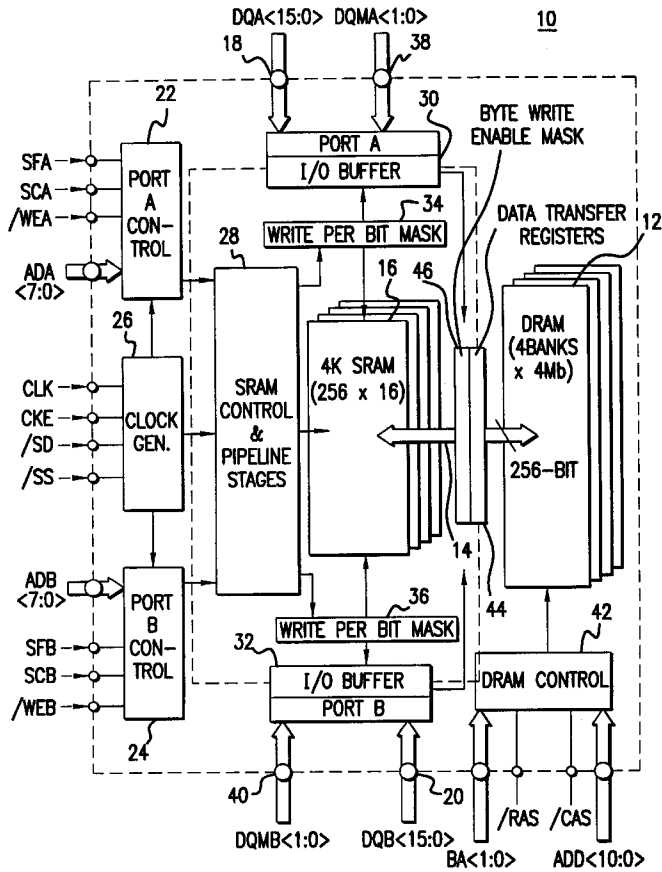 DQA<15:0> DQMA<1:0> 10
18 38
22
30
BYTE WRITE
ENABLE MASK
PORT A
I/O BUFFER
SFA
SCA
/WEA
ADA
<7:0>
PORT
A
CON-
TROL
34
WRITE PER BIT MASK
DATA TRANSFER
REGISTERS
12
28
16
46
26
4K SRAM
(256 x 16)
DRAM
(4BANKS
x 4Mb)
CLK
CKE
/SD
/SS
CLOCK
GEN.
SRAM
CONTROL
&
PIPELINE
STAGES
256-BIT
14
44
ADB
<7:0>
PORT
B
CON-
TROL
SFB
SCB
/WEB
24
36
WRITE PER BIT MASK
32
I/O BUFFER
PORT B
42
DRAM CONTROL
40 20
/RAS /CAS
DQMB<1:0> DQB<15:0> BA<1:0> ADD<10:0>